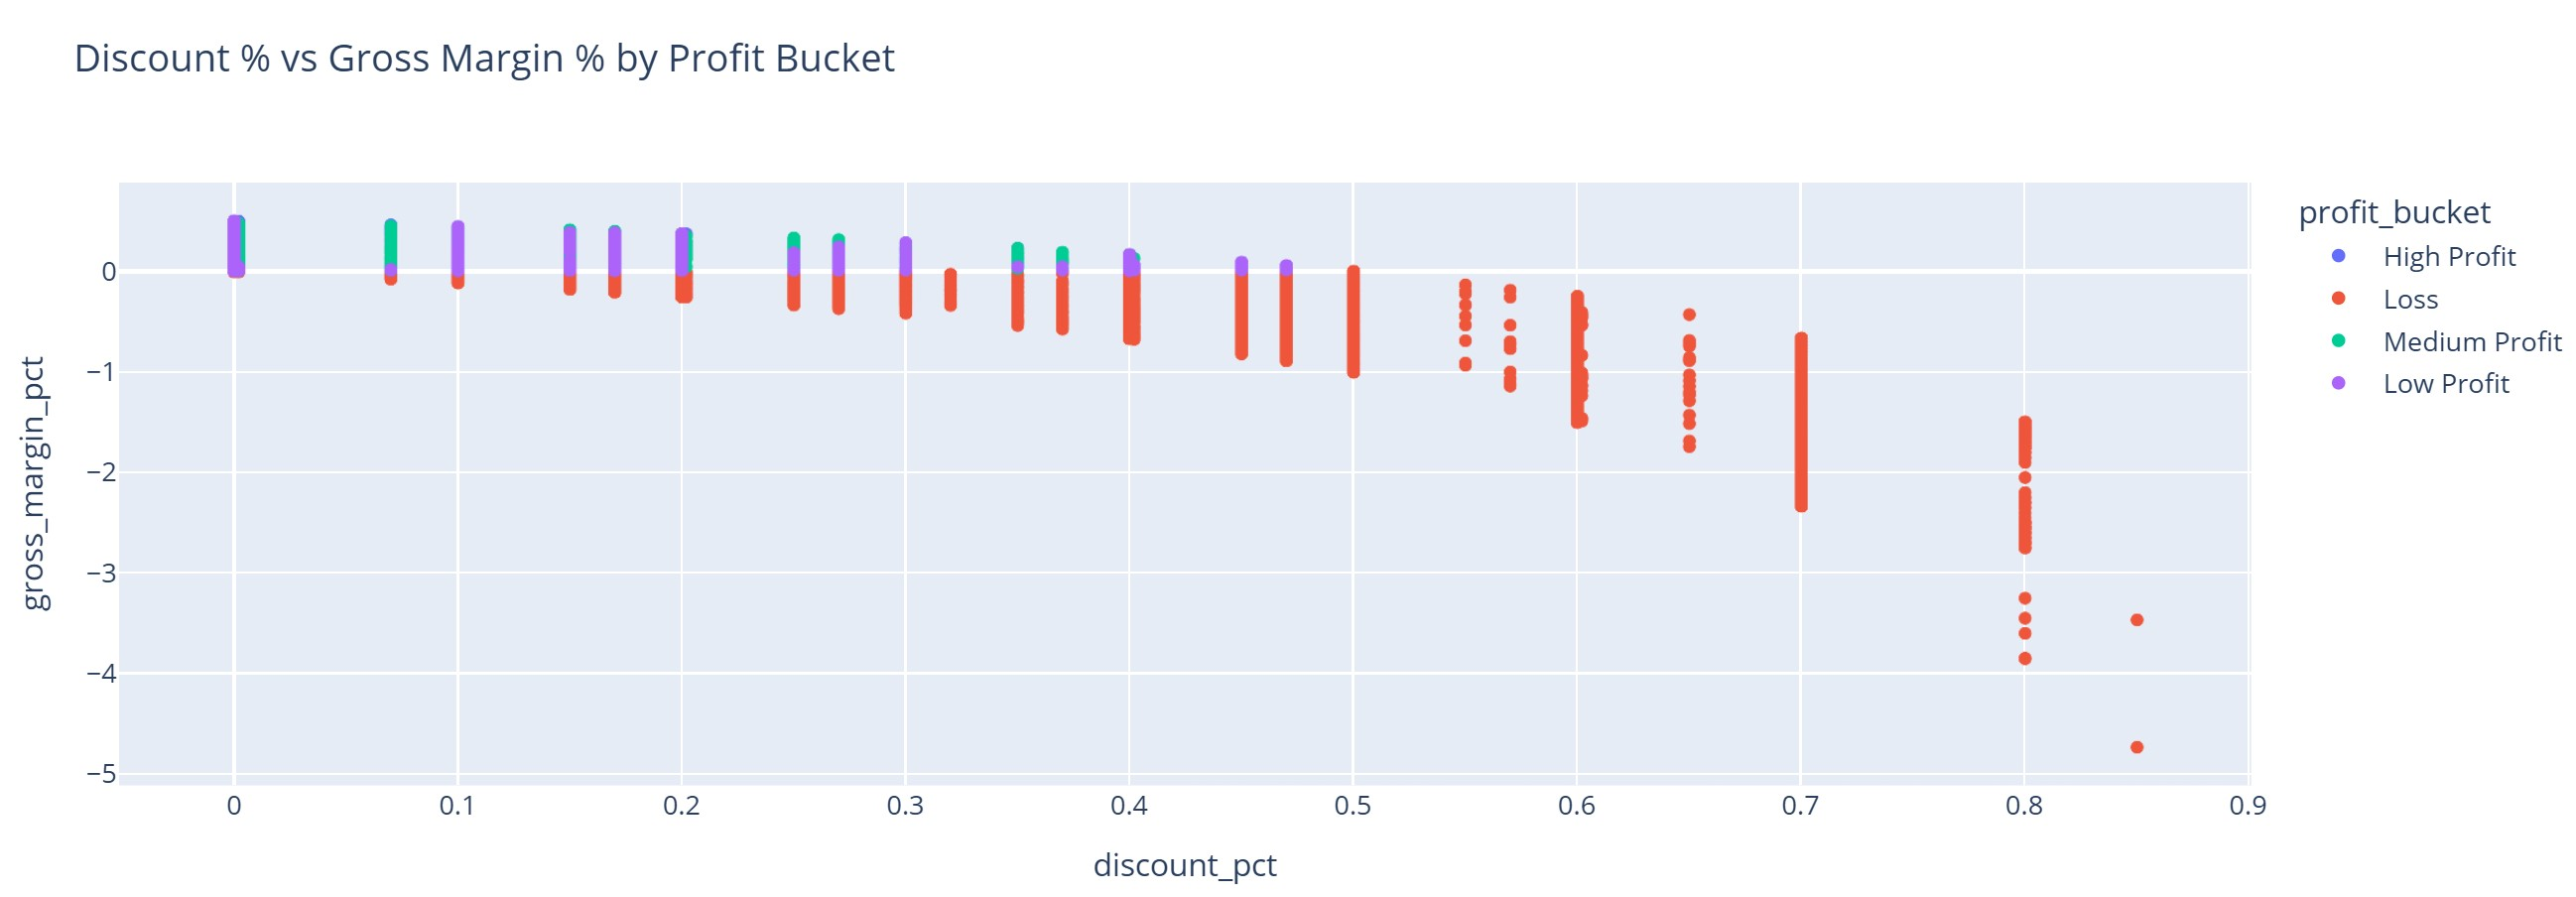 Discount % vs Gross Margin % by Profit Bucket
profit_bucket
High Profit
Loss
Medium Profit
Low Profit
gross_margin_pct
0
−1
−2
−3
−4
−5
0 0.1 0.2 0.3 0.4 0.5 0.6 0.7 0.8 0.9
discount_pct